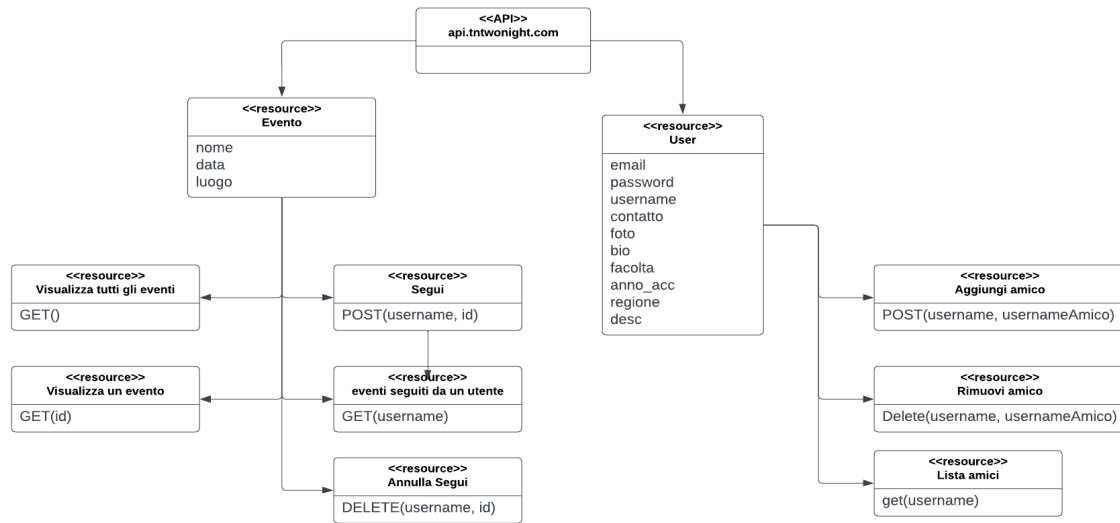 <<API>>
api.tntwonight.com
<<resource>>
Evento
nome
data
luogo
<<resource>>
User
email
password
username
contatto
foto
bio
facolta
anno_acc
regione
desc
<<resource>>
Visualizza tutti gli eventi
GET()
<<resource>>
Segui
POST(username, id)
<<resource>>
Aggiungi amico
POST(username, usernameAmico)
<<resource>>
Visualizza un evento
GET(id)
<<resource>>
eventi seguiti da un utente
GET(username)
<<resource>>
Rimuovi amico
Delete(username, usernameAmico)
<<resource>>
Annulla Segui
DELETE(username, id)
<<resource>>
Lista amici
get(username)